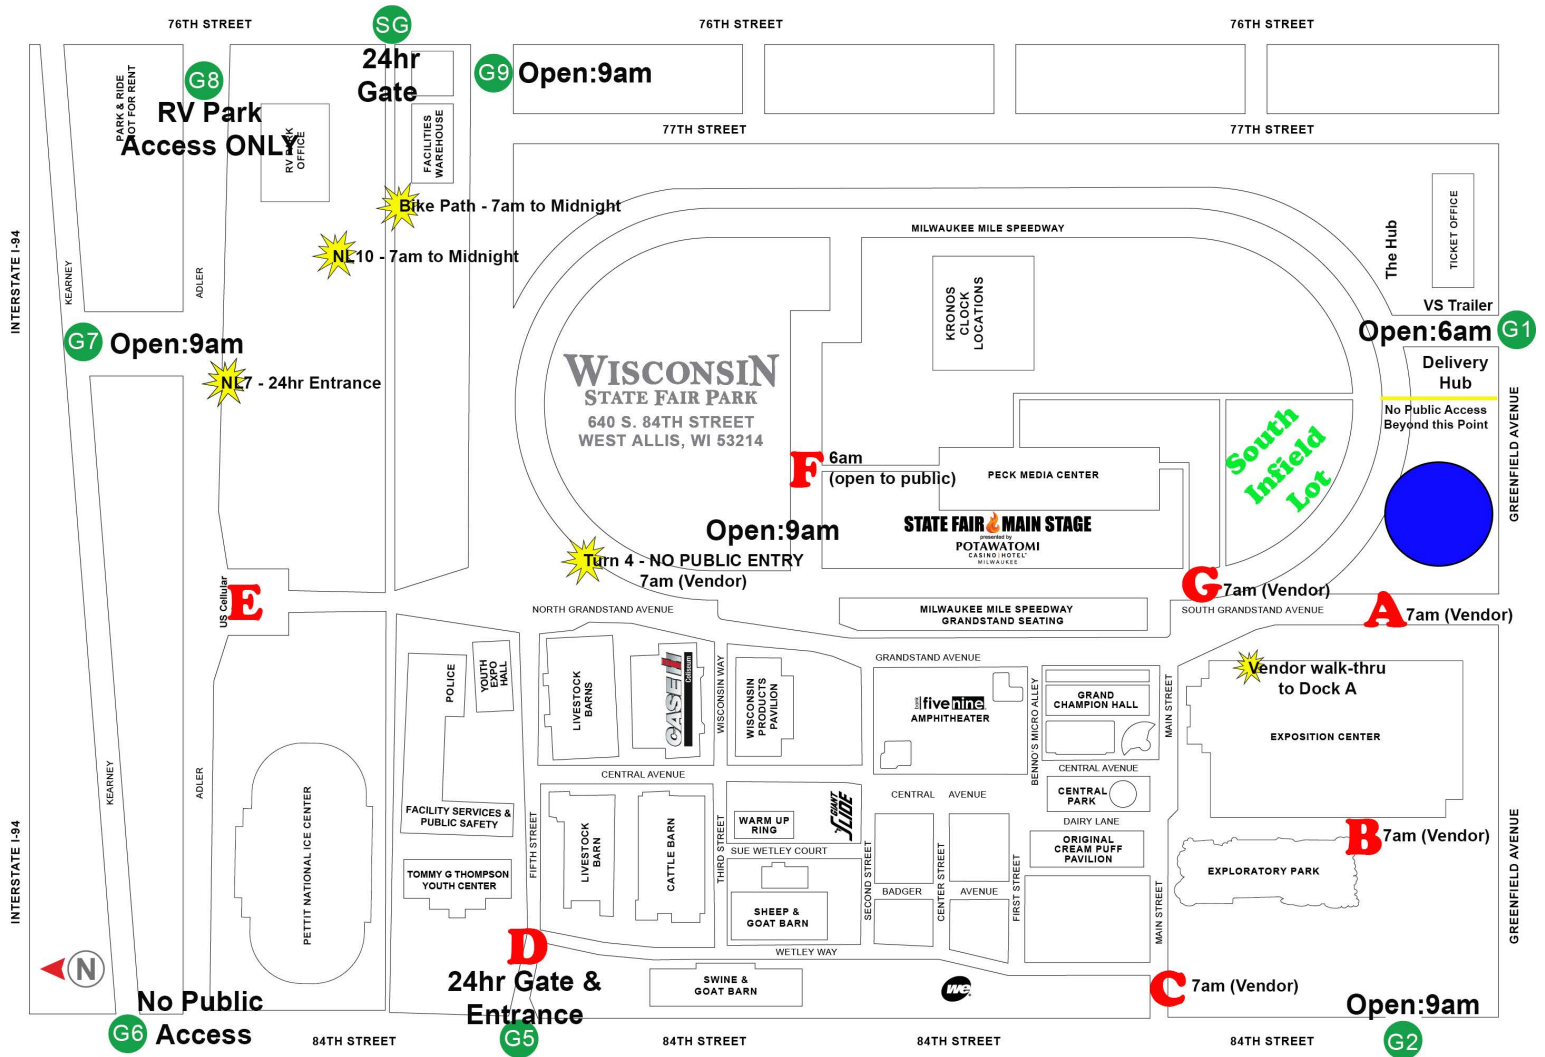 76TH STREET
SG
76TH STREET
76TH STREET
G8
24hr
Gate
G9
Open:9am
PARK & RIDE
NOT FOR RENT
RV Park
Access ONLY
RV PARK
OFFICE
FACILITIES
WAREHOUSE
77TH STREET
77TH STREET
Bike Path - 7am to Midnight
NL10 - 7am to Midnight
MILWAUKEE MILE SPEEDWAY
The Hub
TICKET OFFICE
INTERSTATE I-94
KEARNEY
ADLER
KRONOS
CLOCK
LOCATIONS
VS Trailer
Open:6am
G1
G7
Open:9am
NL7 - 24hr Entrance
WISCONSIN
STATE FAIR PARK
640 S. 84TH STREET
WEST ALLIS, WI 53214
Delivery
Hub
No Public Access
Beyond this Point
GREENFIELD AVENUE
South
Infield
Lot
F
6am
(open to public)
PECK MEDIA CENTER
STATE FAIR MAIN STAGE
presented by
POTAWATOMI
CASINO HOTEL
MILWAUKEE
Open:9am
Turn 4 - NO PUBLIC ENTRY
7am (Vendor)
US Cellular
E
G
7am (Vendor)
NORTH GRANDSTAND AVENUE
MILWAUKEE MILE SPEEDWAY
GRANDSTAND SEATING
SOUTH GRANDSTAND AVENUE
A
7am (Vendor)
POLICE
YOUTH
EXPO
HALL
LIVESTOCK
BARNS
CASE IH
Coliseum
WISCONSIN WAY
WISCONSIN
PRODUCTS
PAVILION
GRANDSTAND AVENUE
bank
fivenine
AMPHITHEATER
BENNO'S MICRO ALLEY
GRAND
CHAMPION HALL
MAIN STREET
Vendor walk-thru
to Dock A
EXPOSITION CENTER
KEARNEY
ADLER
CENTRAL AVENUE
CENTRAL AVENUE
CENTRAL AVENUE
CENTRAL
PARK
PETTIT NATIONAL ICE CENTER
FACILITY SERVICES &
PUBLIC SAFETY
FIFTH STREET
LIVESTOCK
BARN
CATTLE BARN
THIRD STREET
WARM UP
RING
GIANT
SLIDE
DAIRY LANE
ORIGINAL
CREAM PUFF
PAVILION
B
7am (Vendor)
SUE WETLEY COURT
TOMMY G THOMPSON
YOUTH CENTER
SECOND STREET
BADGER AVENUE
CENTER STREET
FIRST STREET
MAIN STREET
EXPLORATORY PARK
GREENFIELD AVENUE
INTERSTATE I-94
SHEEP &
GOAT BARN
WETLEY WAY
D
N
24hr Gate &
Entrance
SWINE &
GOAT BARN
we
C
7am (Vendor)
No Public
Access
Open:9am
G6
G5
G2
84TH STREET
84TH STREET
84TH STREET
84TH STREET